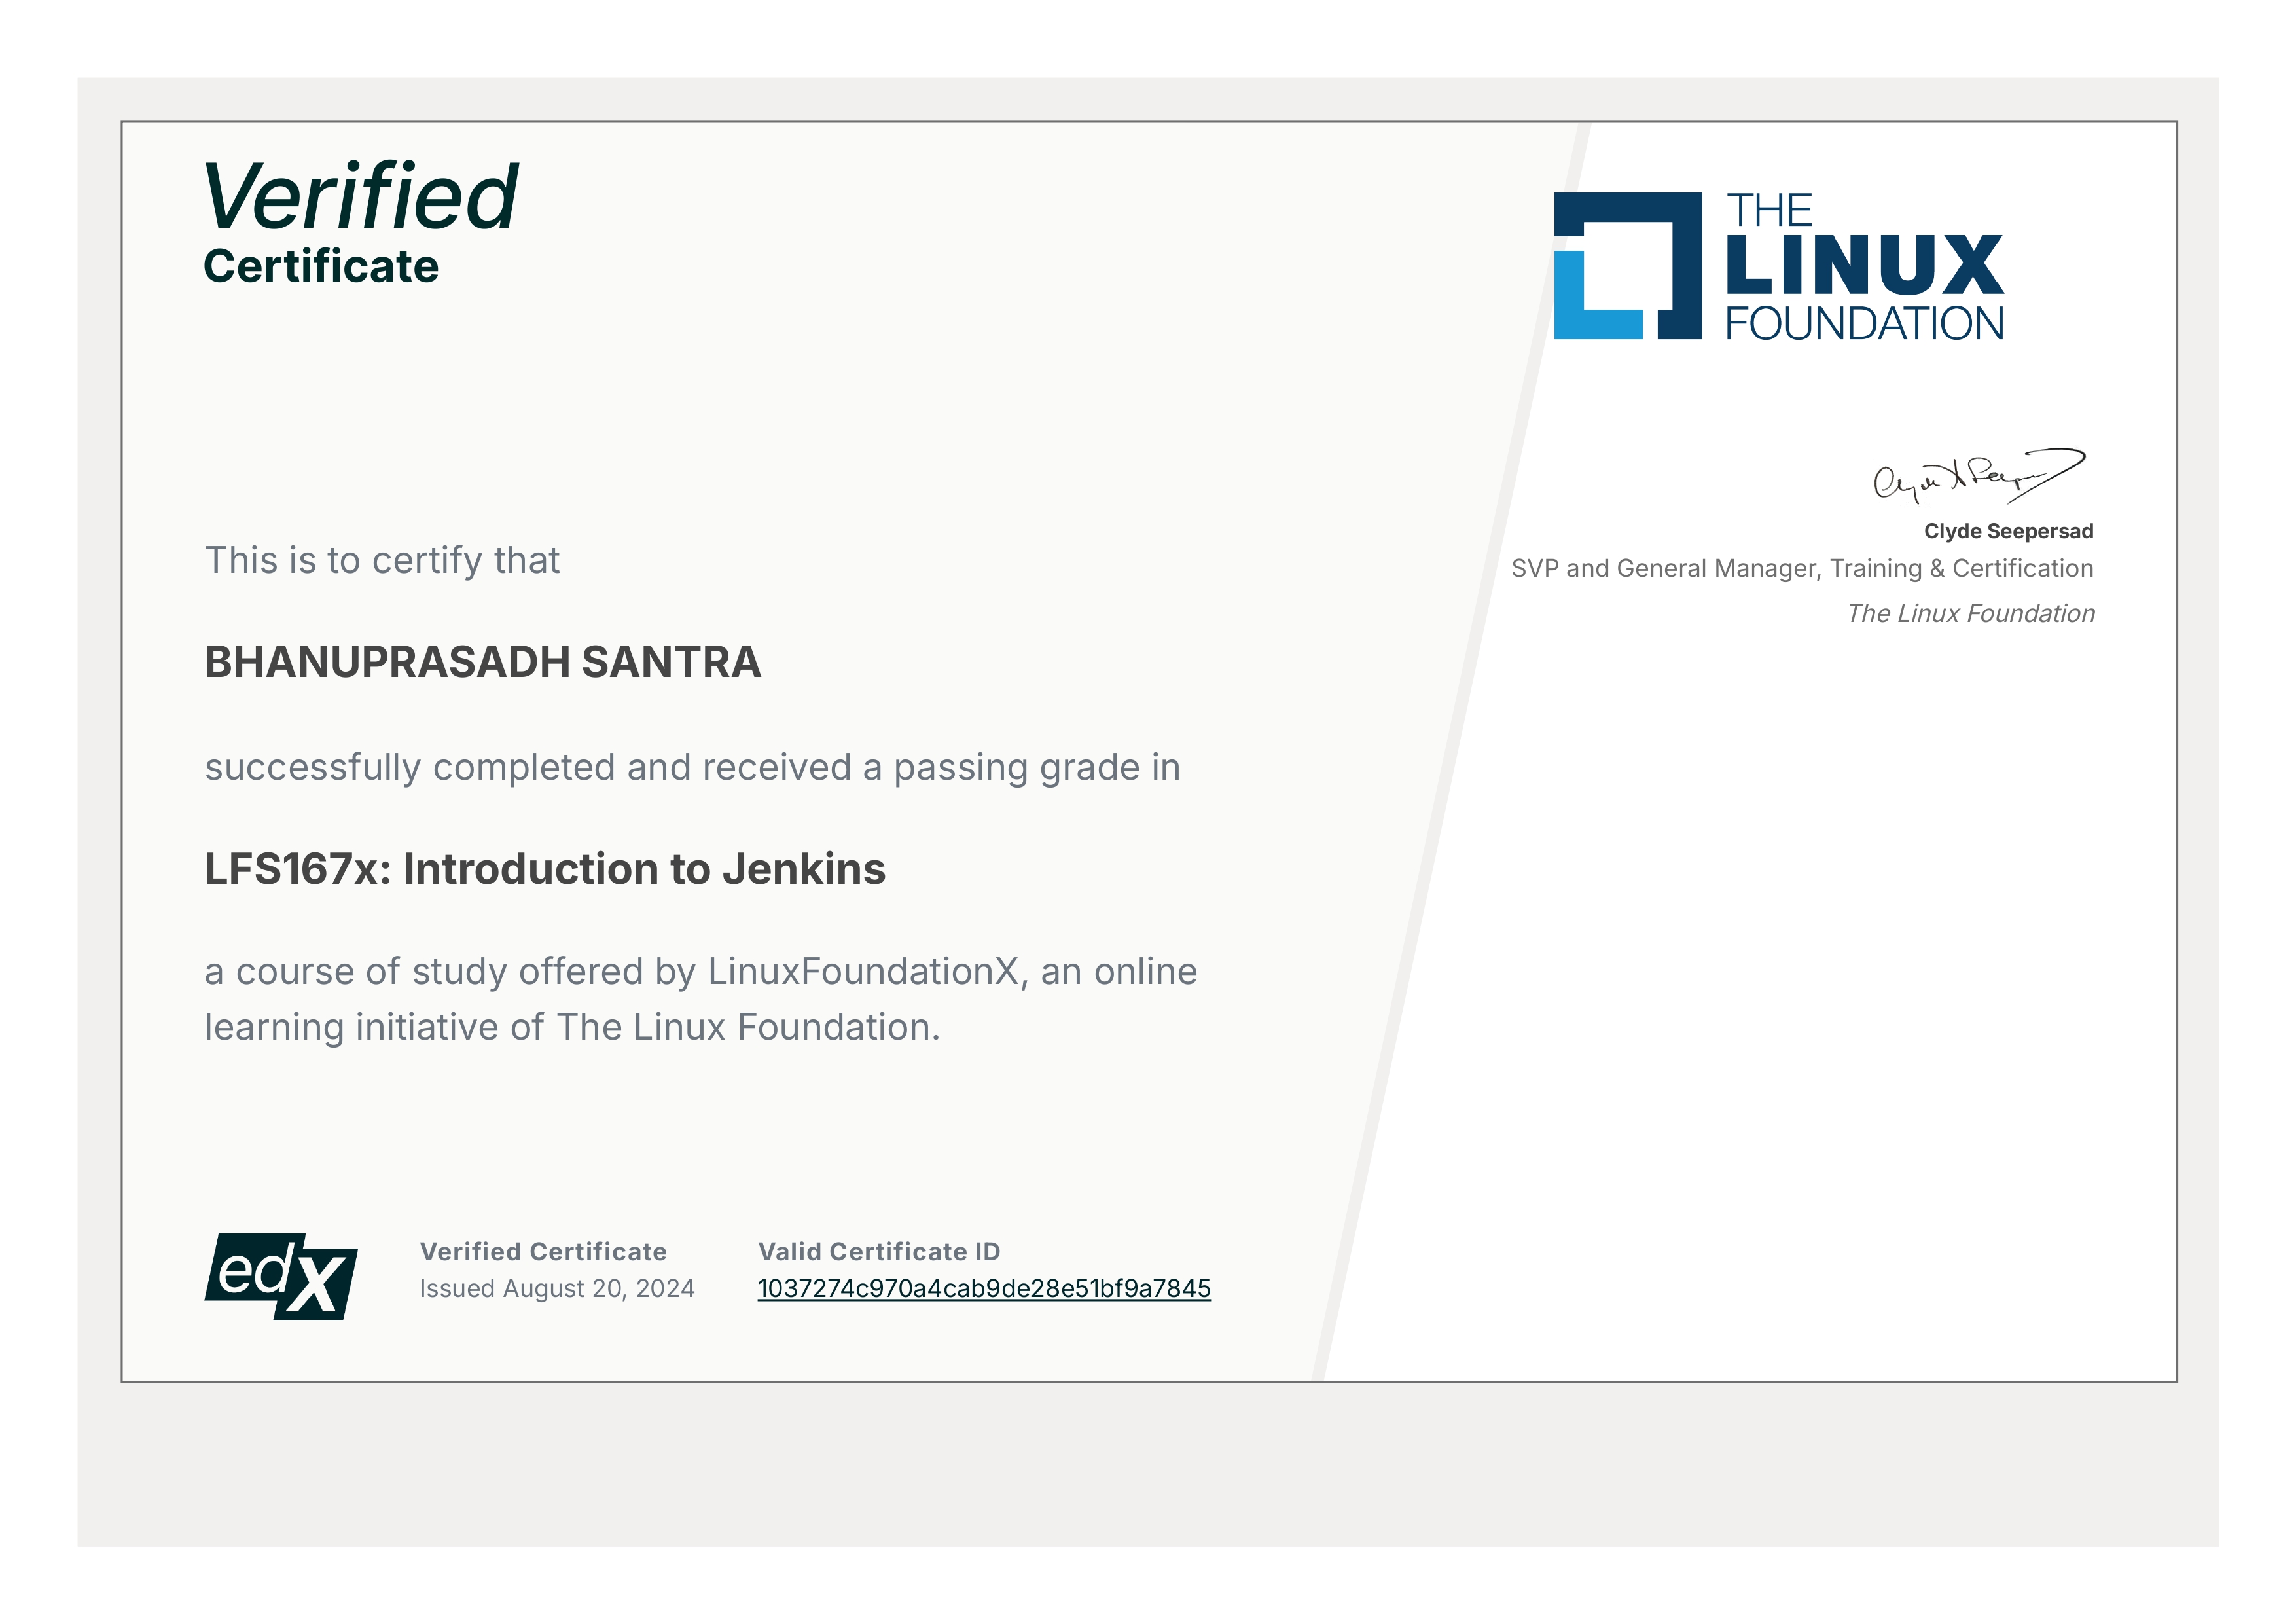 Verified
Certificate
THE
LINUX
FOUNDATION
Clyde Seepersad
SVP and General Manager, Training & Certification
The Linux Foundation
This is to certify that
BHANUPRASADH SANTRA
successfully completed and received a passing grade in
LFS167x: Introduction to Jenkins
a course of study offered by LinuxFoundationX, an online
learning initiative of The Linux Foundation.
edX
Verified Certificate
Issued August 20, 2024
Valid Certificate ID
1037274c970a4cab9de28e51bf9a7845